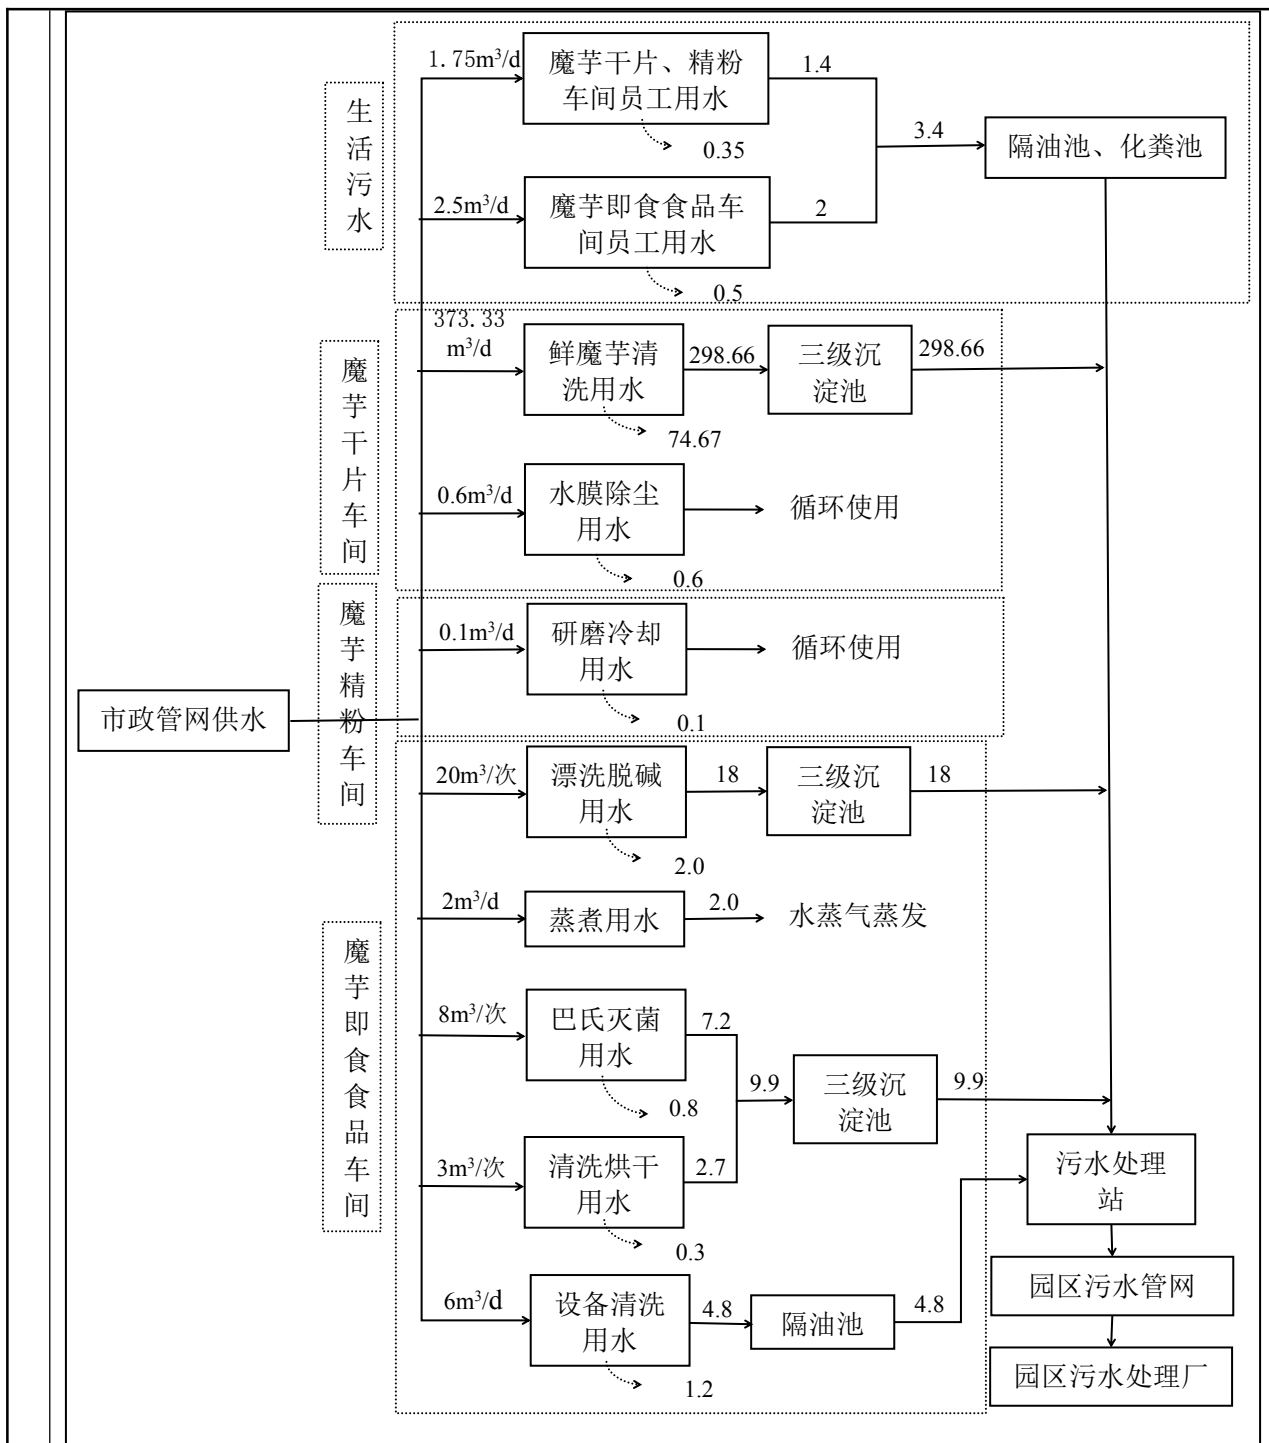 生
活
污
水
1.75m³/d
魔芋干片、精粉
车间员工用水
1.4
0.35
3.4
隔油池、化粪池
2.5m³/d
魔芋即食食品车
间员工用水
2
0.5
魔
芋
干
片
车
间
373.33
m³/d
鲜魔芋清
洗用水
298.66
三级沉
淀池
298.66
74.67
0.6m³/d
水膜除尘
用水
循环使用
0.6
魔
芋
精
粉
车
间
0.1m³/d
研磨冷却
用水
循环使用
0.1
市政管网供水
魔
芋
即
食
食
品
车
间
20m³/次
漂洗脱碱
用水
18
三级沉
淀池
18
2.0
2m³/d
蒸煮用水
2.0
水蒸气蒸发
8m³/次
巴氏灭菌
用水
7.2
0.8
9.9
三级沉
淀池
9.9
3m³/次
清洗烘干
用水
2.7
0.3
6m³/d
设备清洗
用水
4.8
隔油池
4.8
1.2
污水处理
站
园区污水管网
园区污水处理厂